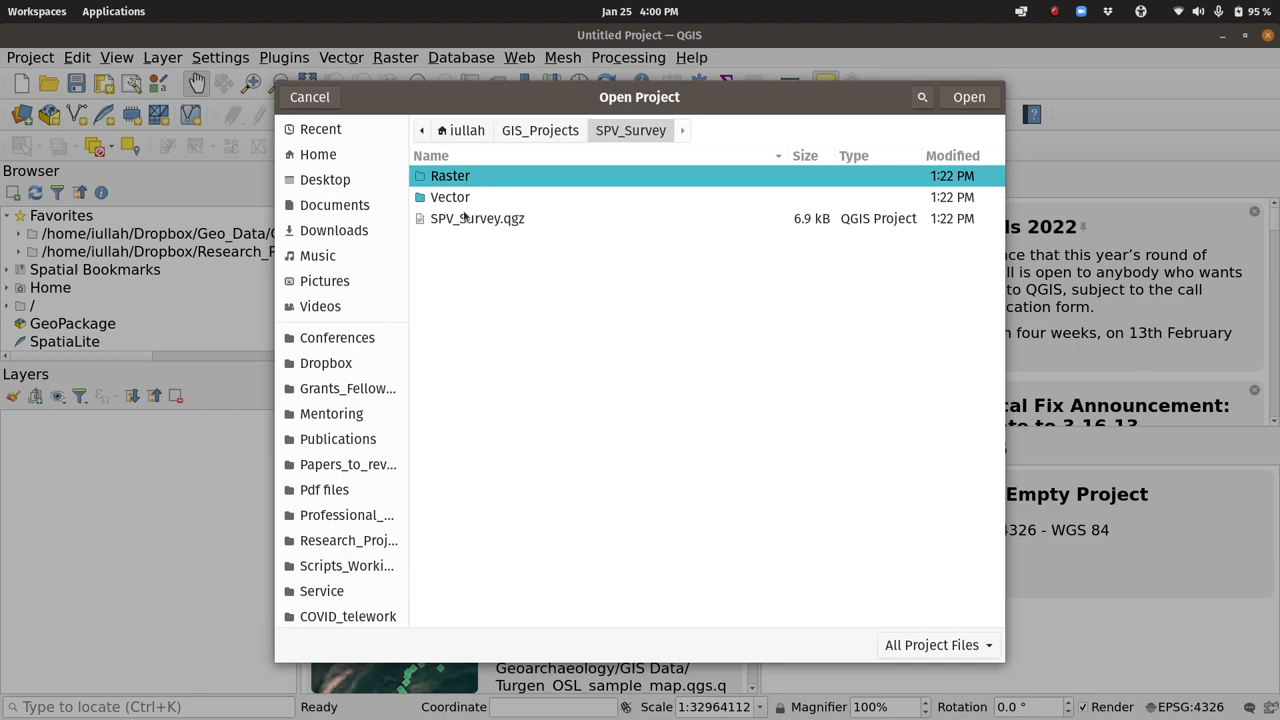 Workspaces Applications Jan 25 4:00 PM 95 %
Untitled Project — QGIS
Project Edit View Layer Settings Plugins Vector Raster Database Web Mesh Processing Help
Cancel Open Project Open
Browser
Favorites
/home/iullah/Dropbox/Geo_Data/
/home/iullah/Dropbox/Research_P
Spatial Bookmarks
Home
/
GeoPackage
SpatiaLite
Layers
Recent
Home
Desktop
Documents
Downloads
Music
Pictures
Videos
Conferences
Dropbox
Grants_Fellow...
Mentoring
Publications
Papers_to_rev...
Pdf files
Professional_...
Research_Proj...
Scripts_Worki...
Service
COVID_telework
iullah GIS_Projects SPV_Survey
Name Size Type Modified
Raster 1:22 PM
Vector 1:22 PM
SPV_Survey.qgz 6.9 kB QGIS Project 1:22 PM
All Project Files
ls 2022
nce that this year’s round of
ll is open to anybody who wants
to QGIS, subject to the call
cation form.
n four weeks, on 13th February
cal Fix Announcement:
te to 3.16.13
Empty Project
4326 - WGS 84
Geoarchaeology/GIS Data/
Turgen_OSL_sample_map.qgs.q
Type to locate (Ctrl+K) Ready Coordinate Scale 1:32964112 Magnifier 100% Rotation 0.0 ° Render EPSG:4326